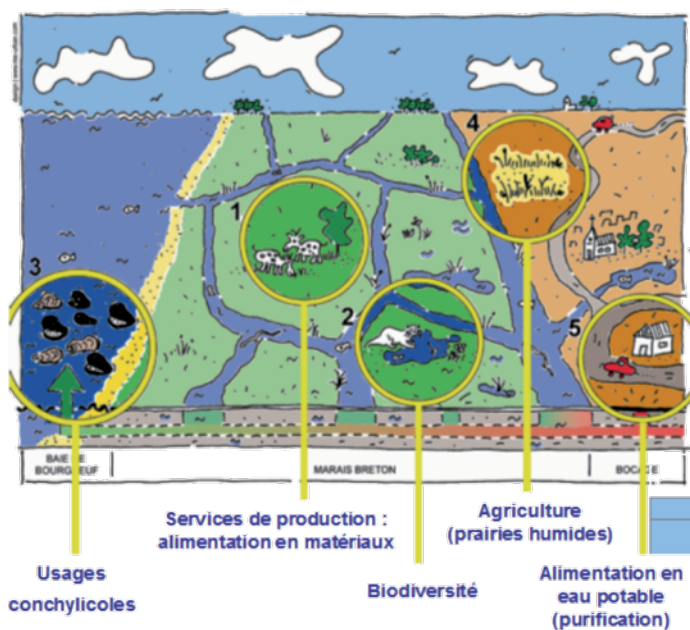 4
1
3
2
5
BAIE DE
BOURGNEUF
MARAIS BRETON
BOCAGE
Services de production :
alimentation en matériaux
Agriculture
(prairies humides)
Usages
conchylicoles
Biodiversité
Alimentation en
eau potable
(purification)